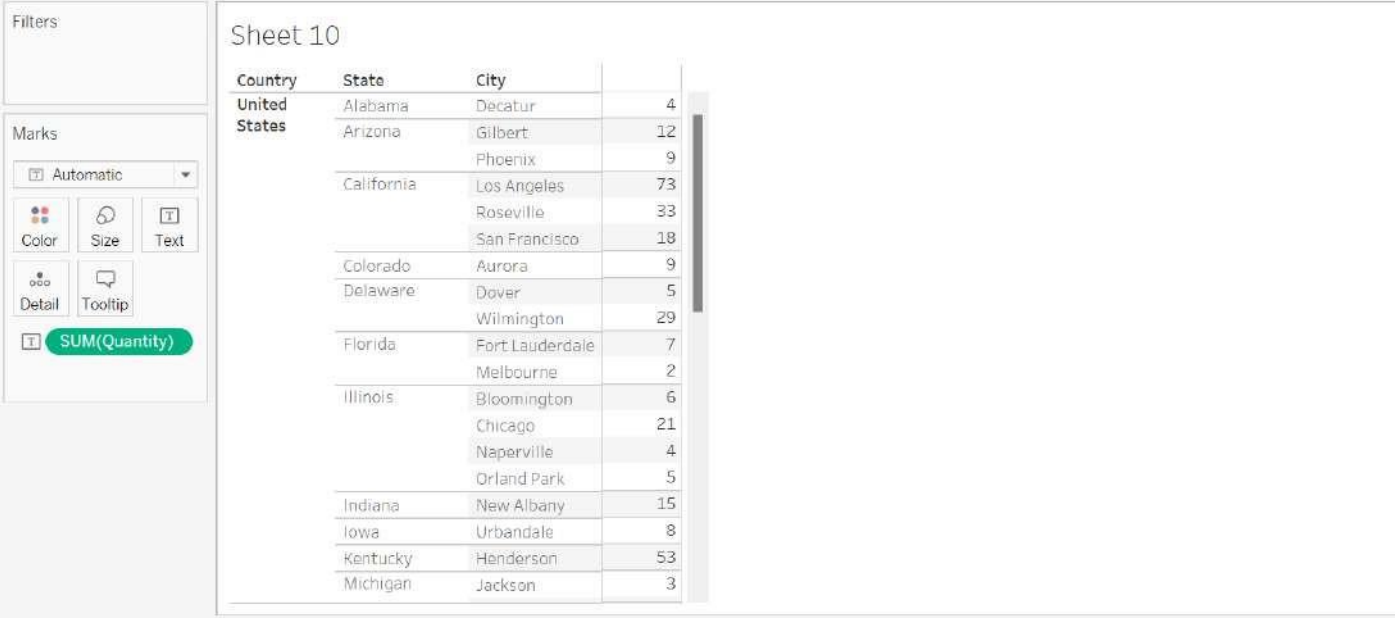 Filters
Marks
Automatic
Color Size Text
Detail Tooltip
SUM(Quantity)
Sheet 10
Country State City
United States Alabama Decatur 4
Arizona Gilbert 12
Phoenix 9
California Los Angeles 73
Roseville 33
San Francisco 18
Colorado Aurora 9
Delaware Dover 5
Wilmington 29
Florida Fort Lauderdale 7
Melbourne 2
Illinois Bloomington 6
Chicago 21
Naperville 4
Orland Park 5
Indiana New Albany 15
Iowa Urbandale 8
Kentucky Henderson 53
Michigan Jackson 3